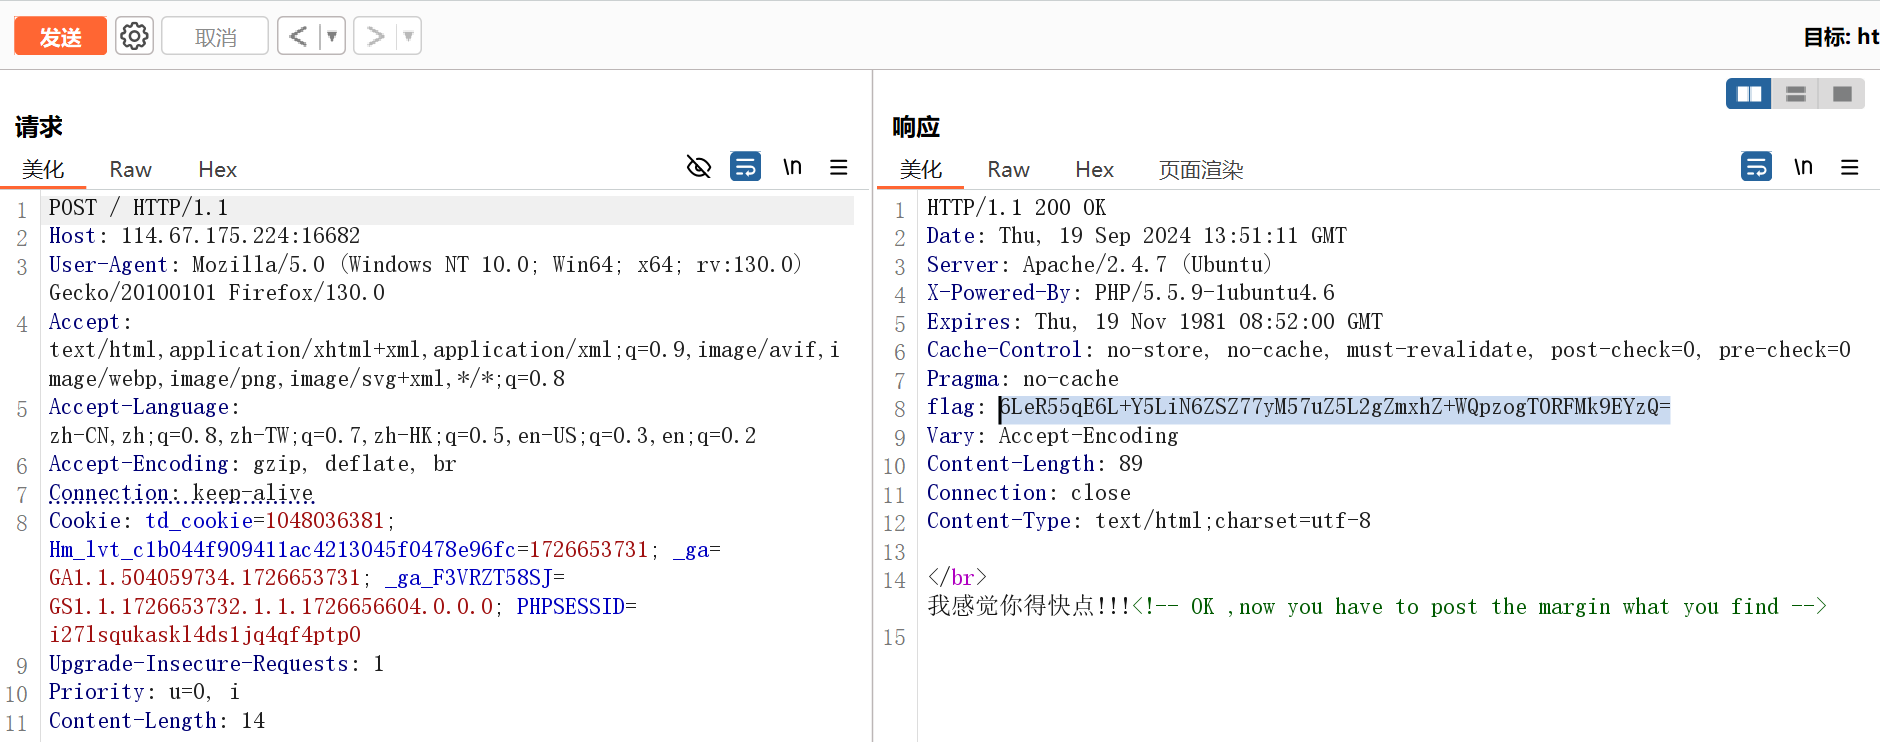 发送 取消 < ▼ > ▼ 目标: ht
请求
美化 Raw Hex \n
1 POST / HTTP/1.1
2 Host: 114.67.175.224:16682
3 User-Agent: Mozilla/5.0 (Windows NT 10.0; Win64; x64; rv:130.0)
Gecko/20100101 Firefox/130.0
4 Accept:
text/html,application/xhtml+xml,application/xml;q=0.9,image/avif,i
mage/webp,image/png,image/svg+xml,*/*;q=0.8
5 Accept-Language:
zh-CN,zh;q=0.8,zh-TW;q=0.7,zh-HK;q=0.5,en-US;q=0.3,en;q=0.2
6 Accept-Encoding: gzip, deflate, br
7 Connection: keep-alive
8 Cookie: td_cookie=1048036381;
Hm_lvt_c1b044f909411ac4213045f0478e96fc=1726653731; _ga=
GA1.1.504059734.1726653731; _ga_F3VRZT58SJ=
GS1.1.1726653732.1.1.1726656604.0.0.0; PHPSESSID=
i27lsqukaskl4ds1jq4qf4ptp0
9 Upgrade-Insecure-Requests: 1
10 Priority: u=0, i
11 Content-Length: 14
响应
美化 Raw Hex 页面渲染 \n
1 HTTP/1.1 200 OK
2 Date: Thu, 19 Sep 2024 13:51:11 GMT
3 Server: Apache/2.4.7 (Ubuntu)
4 X-Powered-By: PHP/5.5.9-1ubuntu4.6
5 Expires: Thu, 19 Nov 1981 08:52:00 GMT
6 Cache-Control: no-store, no-cache, must-revalidate, post-check=0, pre-check=0
7 Pragma: no-cache
8 flag: 6LeR55qE6L+Y5LiN6ZSZ77yM57uZ5L2gZmxhZ+WQpzogT0RFMk9EYzQ=
9 Vary: Accept-Encoding
10 Content-Length: 89
11 Connection: close
12 Content-Type: text/html;charset=utf-8
13
14 </br>
我感觉你得快点!!!<!-- OK ,now you have to post the margin what you find -->
15